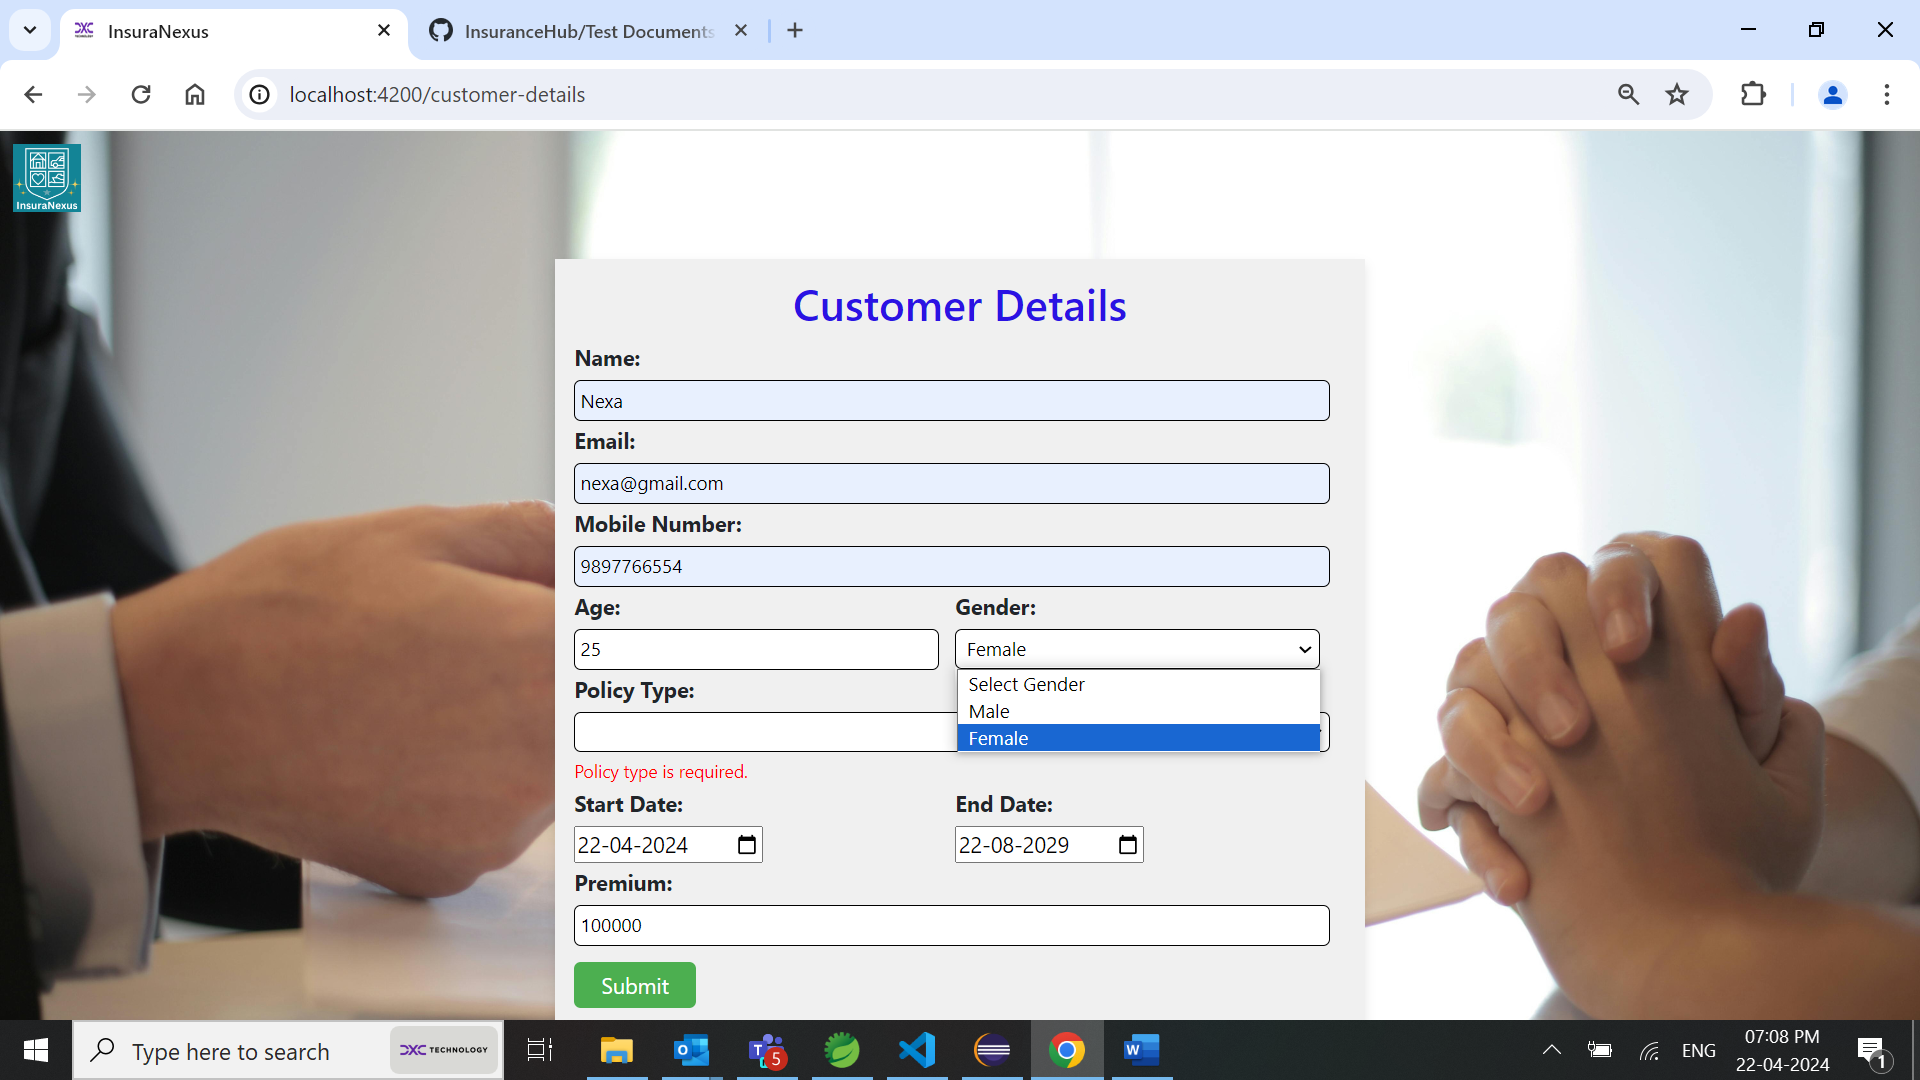 InsuraNexus
InsuranceHub/Test Documents
localhost:4200/customer-details
InsuraNexus
Customer Details
Name:
Nexa
Email:
nexa@gmail.com
Mobile Number:
9897766554
Age:
Gender:
25
Female
Select Gender
Male
Female
Policy Type:
Policy type is required.
Start Date:
End Date:
22-04-2024
22-08-2029
Premium:
100000
Submit
Type here to search
DXC TECHNOLOGY
5
ENG
07:08 PM
22-04-2024
1